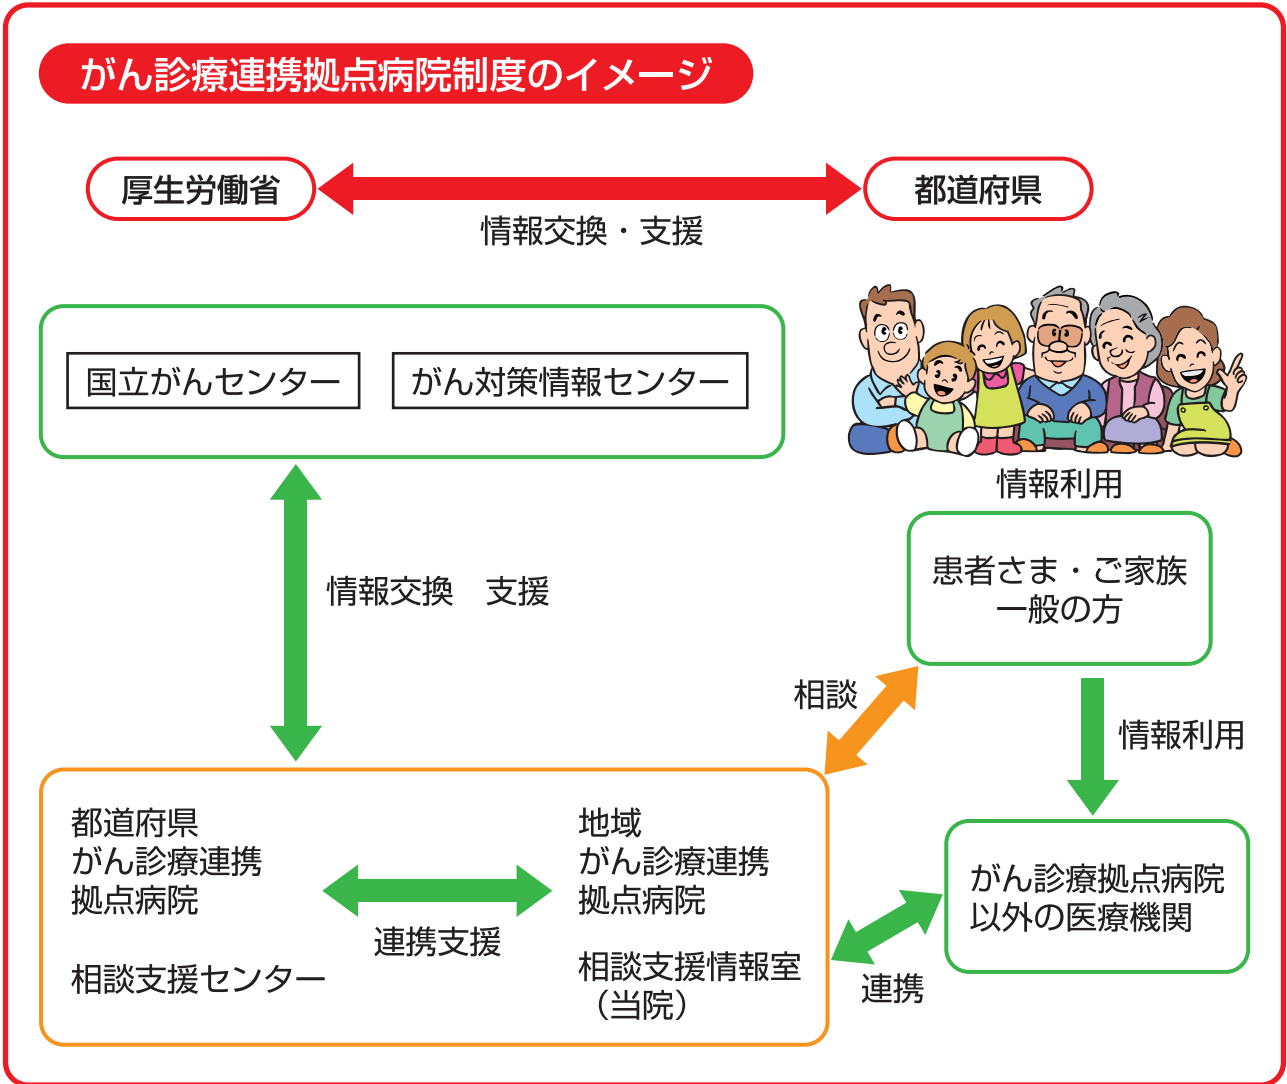 がん診療連携拠点病院制度のイメージ
厚生労働省
都道府県
情報交換・支援
国立がんセンター
がん対策情報センター
情報利用
患者さま・ご家族
一般の方
情報交換　支援
相談
情報利用
都道府県
がん診療連携
拠点病院
相談支援センター
連携支援
地域
がん診療連携
拠点病院
相談支援情報室
（当院）
がん診療拠点病院
以外の医療機関
連携